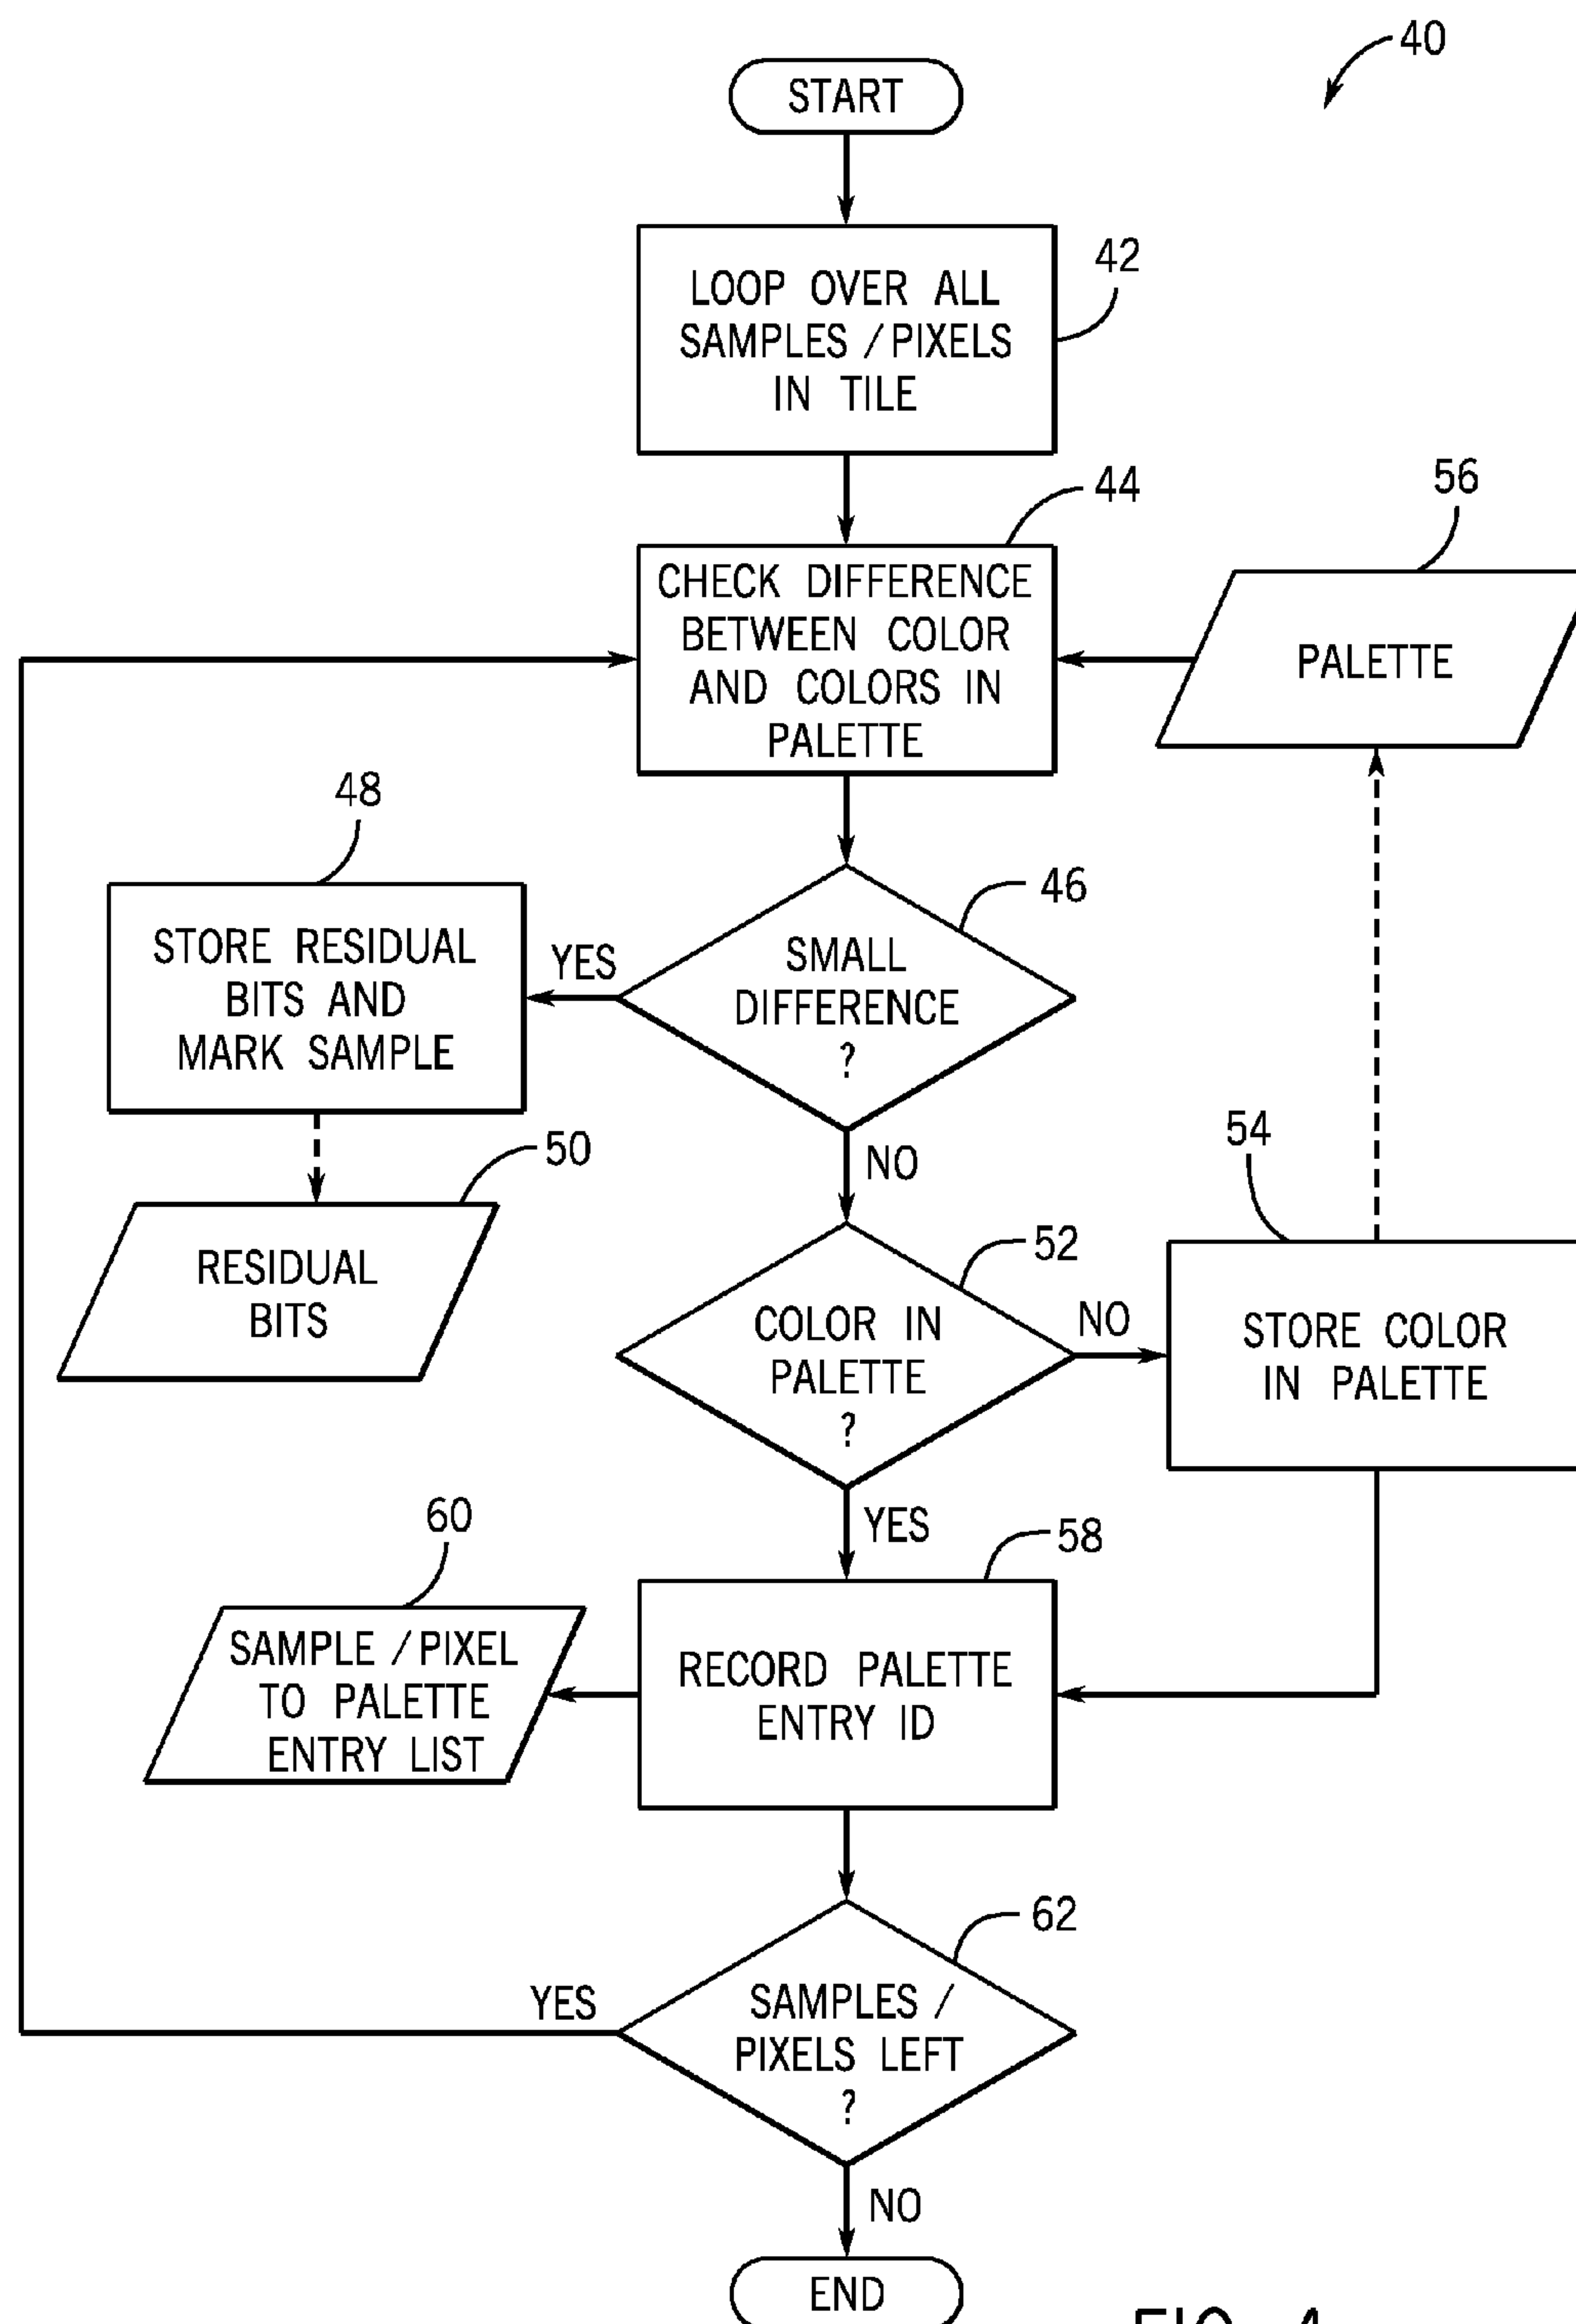 40
START
42
LOOP OVER ALL
SAMPLES / PIXELS
IN TILE
44
56
CHECK DIFFERENCE
BETWEEN COLOR
AND COLORS IN
PALETTE
PALETTE
48
46
STORE RESIDUAL
BITS AND
MARK SAMPLE
YES
SMALL
DIFFERENCE
?
50
NO
54
RESIDUAL
BITS
52
COLOR IN
PALETTE
?
NO
STORE COLOR
IN PALETTE
60
YES
58
SAMPLE / PIXEL
TO PALETTE
ENTRY LIST
RECORD PALETTE
ENTRY ID
62
YES
SAMPLES /
PIXELS LEFT
?
NO
END
FIG. 4